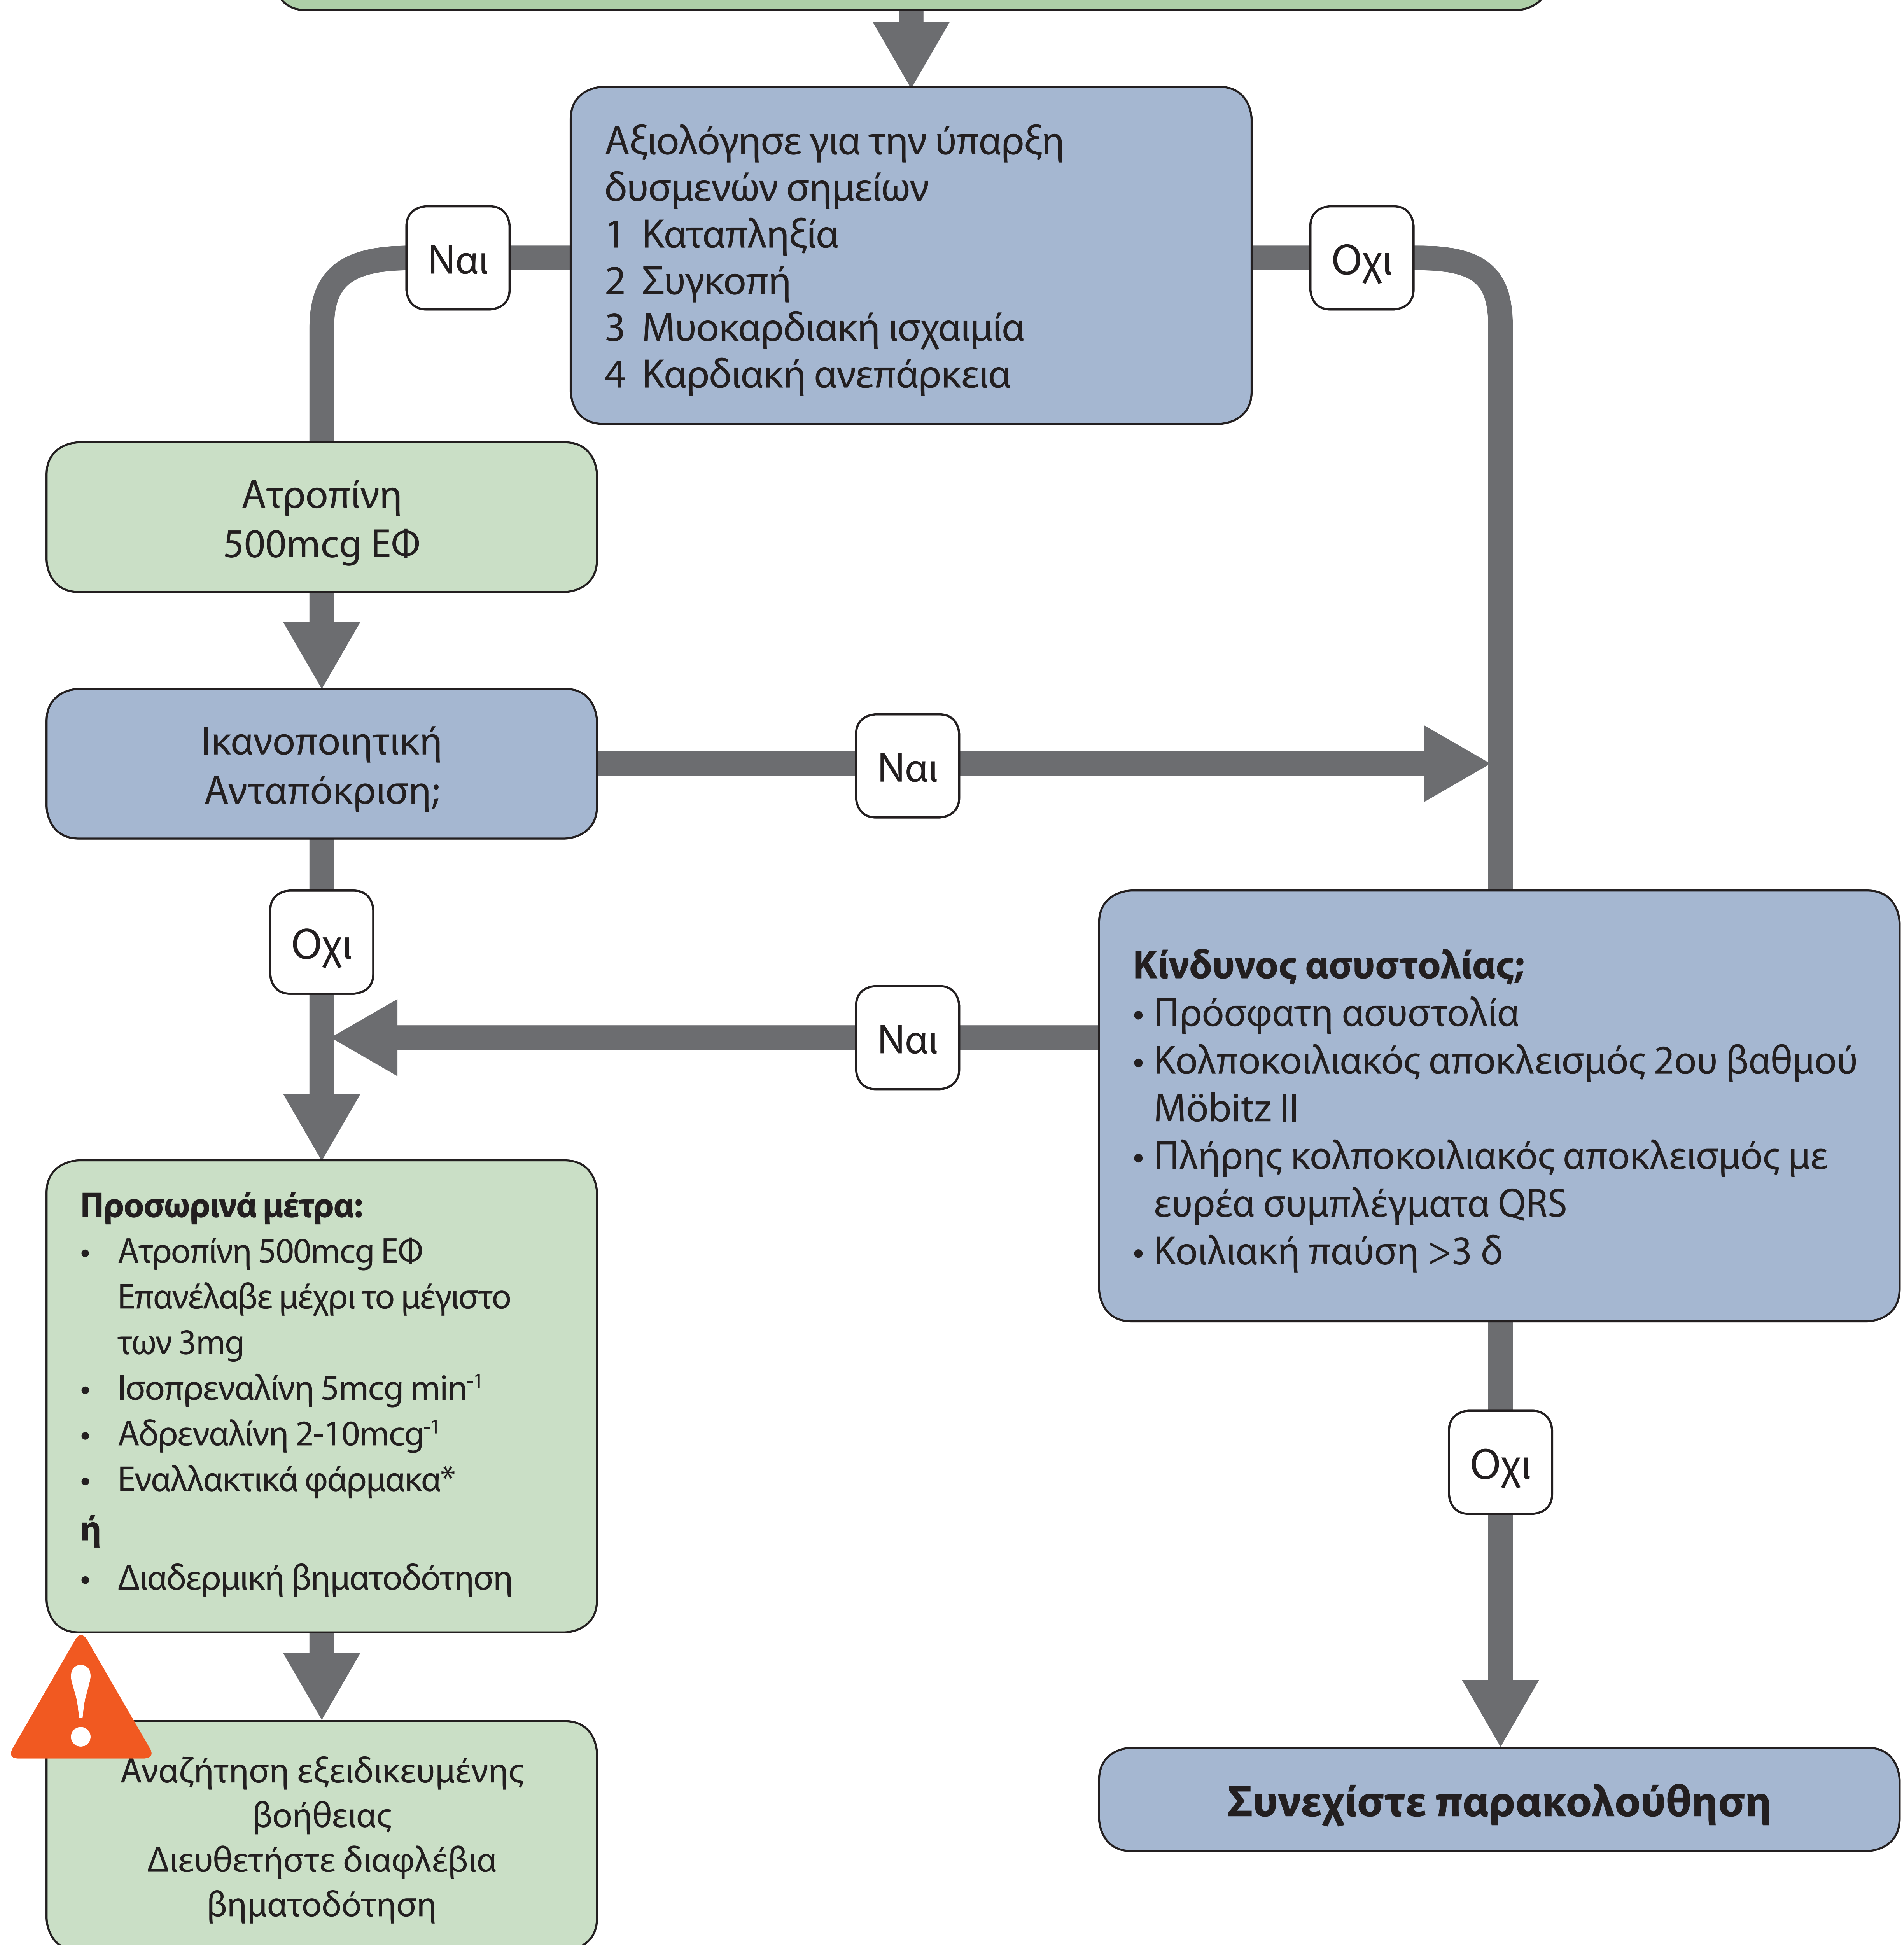 Αξιολόγησε για την ύπαρξη
δυσμενών σημείων
1 Καταπληξία
2 Συγκοπή
3 Μυοκαρδιακή ισχαιμία
4 Καρδιακή ανεπάρκεια
Ναι
Οχι
Ατροπίνη
500mcg ΕΦ
Ικανοποιητική
Ανταπόκριση;
Ναι
Οχι
Κίνδυνος ασυστολίας;
• Πρόσφατη ασυστολία
• Κολποκοιλιακός αποκλεισμός 2ου βαθμού
Möbitz II
• Πλήρης κολποκοιλιακός αποκλεισμός με
ευρέα συμπλέγματα QRS
• Κοιλιακή παύση >3 δ
Ναι
Προσωρινά μέτρα:
• Ατροπίνη 500mcg ΕΦ
Επανέλαβε μέχρι το μέγιστο
των 3mg
• Ισοπρεναλίνη 5mcg min⁻¹
• Αδρεναλίνη 2-10mcg⁻¹
• Εναλλακτικά φάρμακα*
ή
• Διαδερμική βηματοδότηση
Οχι
!
Αναζήτηση εξειδικευμένης
βοήθειας
Διευθετήστε διαφλέβια
βηματοδότηση
Συνεχίστε παρακολούθηση